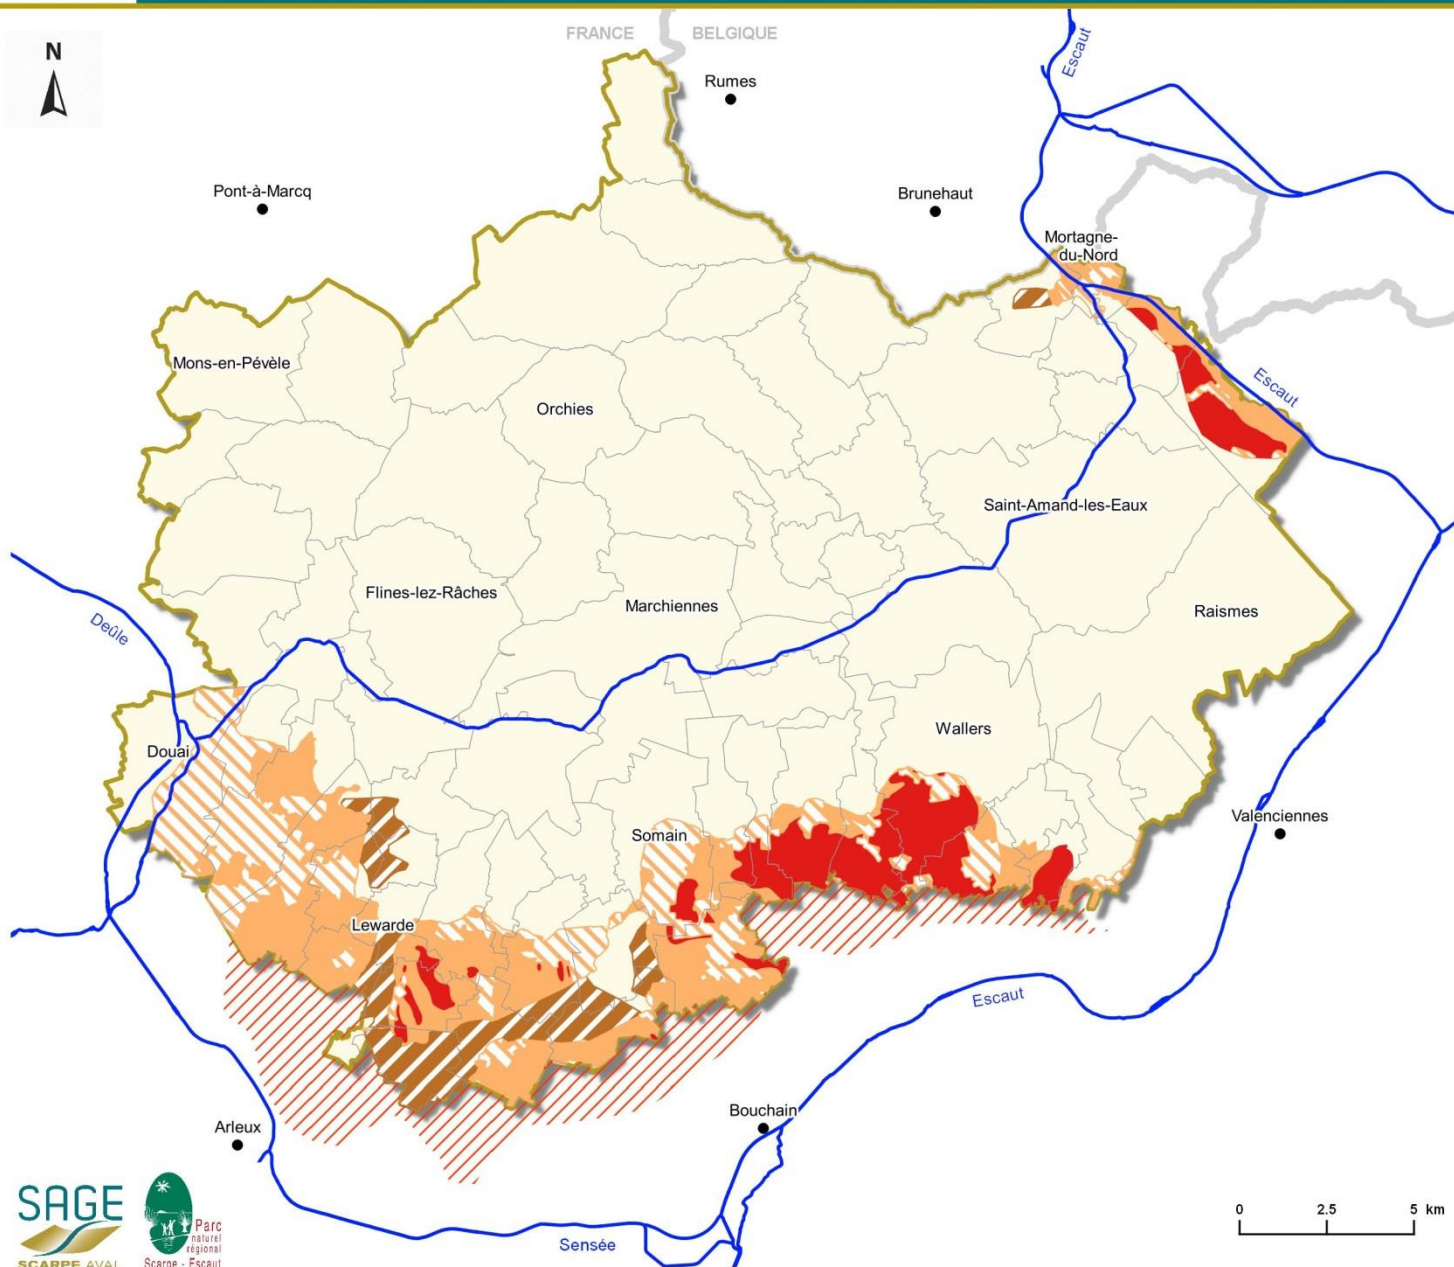 FRANCE
BELGIQUE
Escaut
N
Rumes
Pont-à-Marcq
Brunehaut
Mortagne-
du-Nord
Mons-en-Pévèle
Escaut
Orchies
Saint-Amand-les-Eaux
Flines-lez-Râches
Marchiennes
Raismes
Deûle
Wallers
Douai
Valenciennes
Somain
Lewarde
Escaut
Bouchain
Arleux
SAGE
SCARPE AVAL
Parc
naturel
régional
Scarpe - Escaut
Sensée
0 2.5 5 km